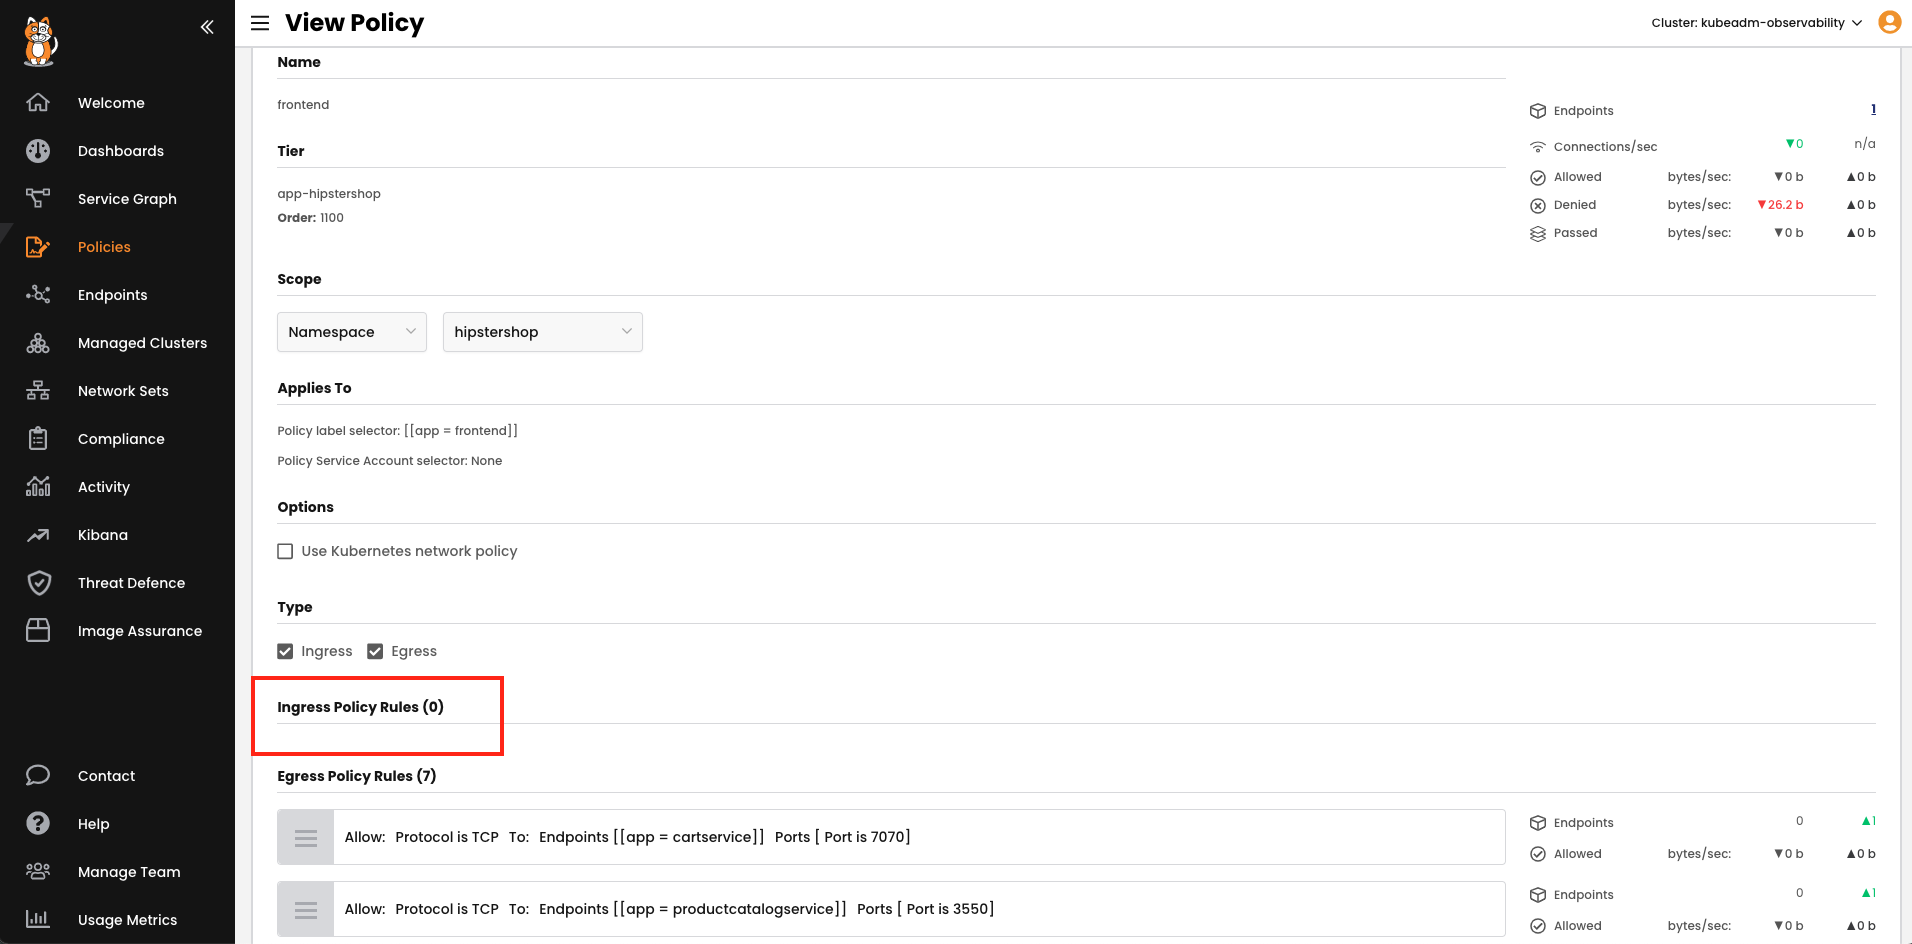 View Policy
Cluster: kubeadm-observability
Welcome
Dashboards
Service Graph
Policies
Endpoints
Managed Clusters
Network Sets
Compliance
Activity
Kibana
Threat Defence
Image Assurance
Contact
Help
Manage Team
Usage Metrics
Name
frontend
Tier
app-hipstershop
Order: 1100
Endpoints 1
Connections/sec ▼0 n/a
Allowed bytes/sec: ▼0 b ▲0 b
Denied bytes/sec: ▼26.2 b ▲0 b
Passed bytes/sec: ▼0 b ▲0 b
Scope
Namespace hipstershop
Applies To
Policy label selector: [[app = frontend]]
Policy Service Account selector: None
Options
Use Kubernetes network policy
Type
Ingress Egress
Ingress Policy Rules (0)
Egress Policy Rules (7)
Allow: Protocol is TCP To: Endpoints [[app = cartservice]] Ports [ Port is 7070]
Endpoints 0 ▲1
Allowed bytes/sec: ▼0 b ▲0 b
Allow: Protocol is TCP To: Endpoints [[app = productcatalogservice]] Ports [ Port is 3550]
Endpoints 0 ▲1
Allowed bytes/sec: ▼0 b ▲0 b